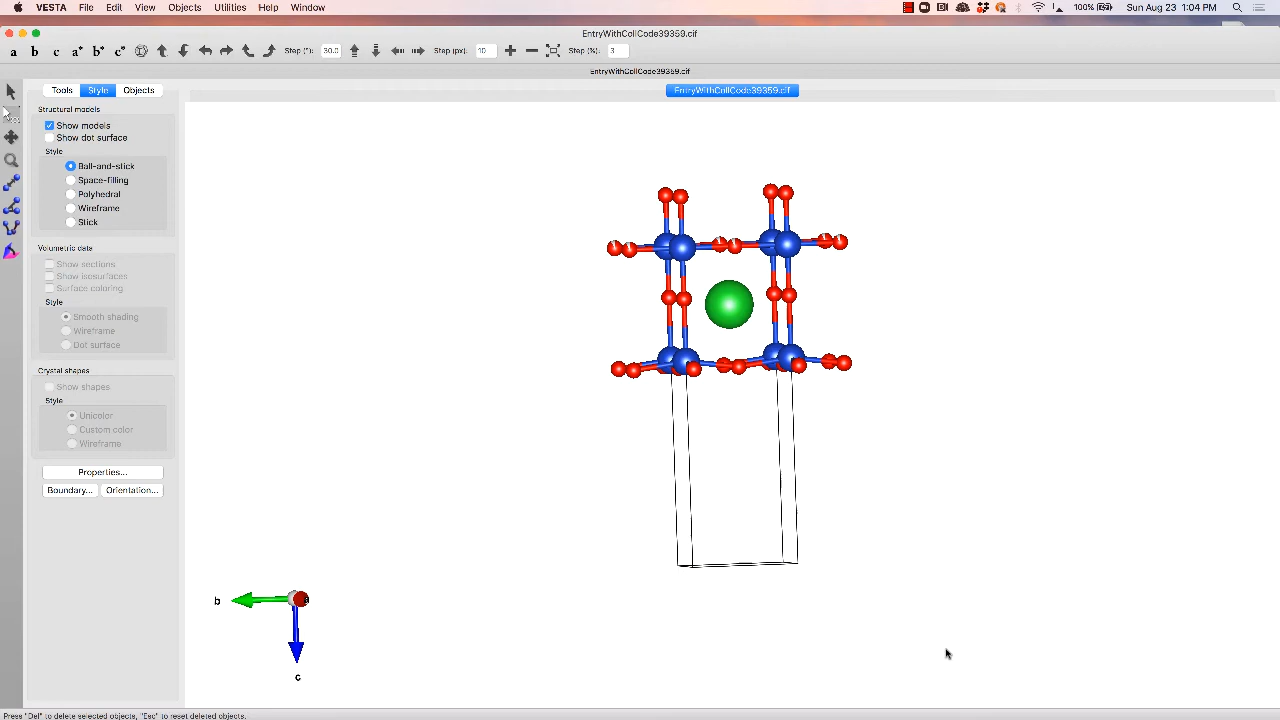 VESTA File Edit View Objects Utilities Help Window 100% Sun Aug 23 1:04 PM
EntryWithCollCode39359.cif
a b c a* b* c* Step (°): 30.0 Step (px): 10 Step (%): 3
EntryWithCollCode39359.cif
Tools Style Objects
EntryWithCollCode39359.cif
Structural models
Show models
Show dot surface
Style
Ball-and-stick
Space-filling
Polyhedral
Wireframe
Stick
Volumetric data
Show sections
Show isosurfaces
Surface coloring
Style
Smooth shading
Wireframe
Dot surface
Crystal shapes
Show shapes
Style
Unicolor
Custom color
Wireframe
Properties...
Boundary... Orientation...
b
c
Press "Del" to delete selected objects, "Esc" to reset deleted objects.